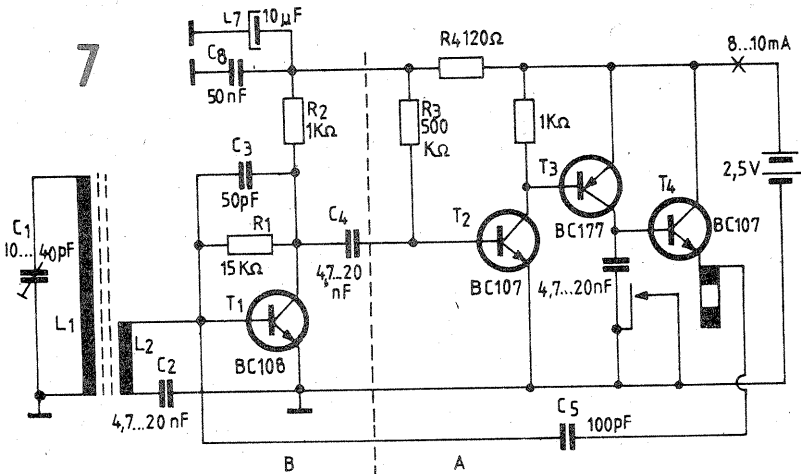 7
L7
10µF
C8
50nF
R4 120Ω
8...10mA
R2
1KΩ
R3
500
KΩ
1KΩ
C3
50pF
T3
2,5V
C1
10... 40pF
R1
15KΩ
C4
4,7...20
nF
T2
BC107
BC177
T4
BC107
4,7...20nF
L1
L2
T1
BC108
C2
4,7...20 nF
C5
100pF
B
A